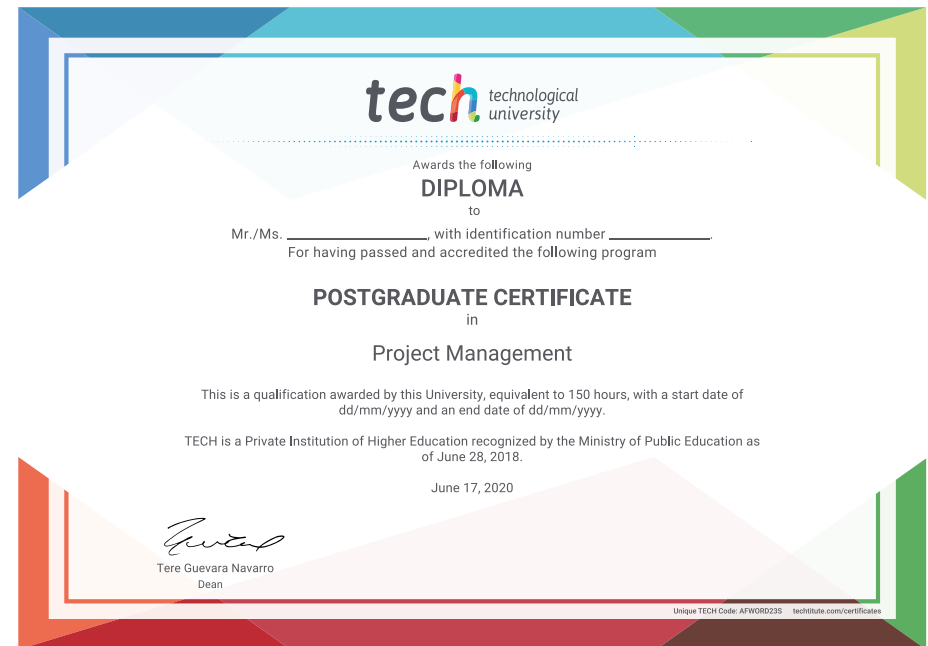 tech technological
university
Awards the following
DIPLOMA
to
Mr./Ms. ____________________, with identification number ______________.
For having passed and accredited the following program
POSTGRADUATE CERTIFICATE
in
Project Management
This is a qualification awarded by this University, equivalent to 150 hours, with a start date of
dd/mm/yyyy and an end date of dd/mm/yyyy.
TECH is a Private Institution of Higher Education recognized by the Ministry of Public Education as
of June 28, 2018.
June 17, 2020
Tere Guevara Navarro
Dean
Unique TECH Code: AFWORD23S techtitute.com/certificates